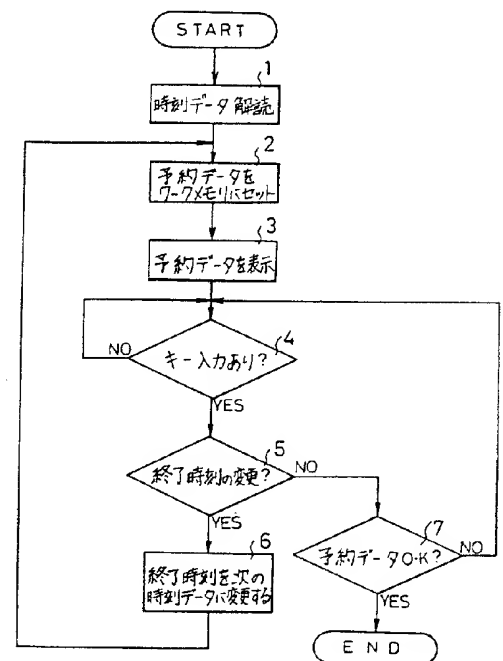 START
1
時刻データ解読
2
予約データを
ワークメモリにセット
3
予約データを表示
4
キー入力あり?
NO
YES
5
終了時刻の変更?
NO
YES
6
終了時刻を次の
時刻データに変更する
7
予約データO・K?
NO
YES
END